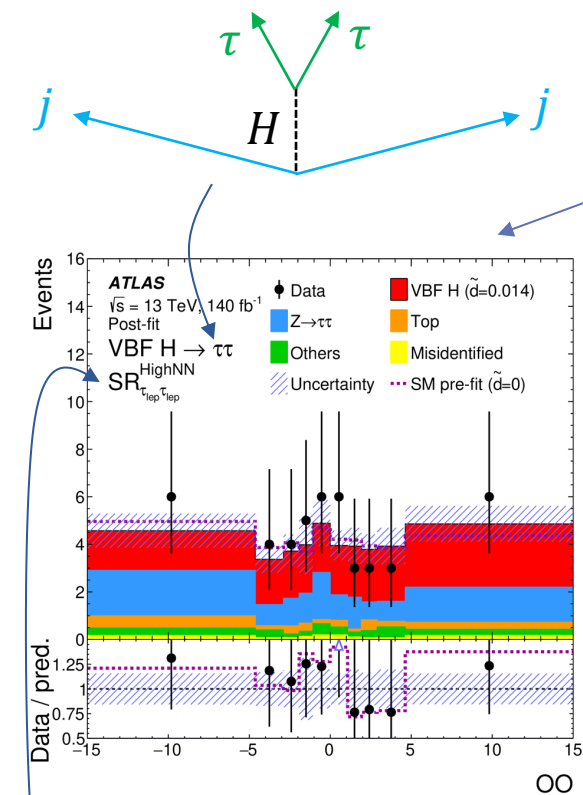 τ τ
j H j
Events
16
14
12
10
8
6
4
2
0
ATLAS
√s = 13 TeV, 140 fb⁻¹
Post-fit
VBF H → ττ
SR^HighNN_τlepτlep
Data
VBF H (d̃=0.014)
Z→ττ
Top
Others
Misidentified
Uncertainty
SM pre-fit (d̃=0)
Data / pred.
1.25
1
0.75
0.5
−15 −10 −5 0 5 10 15
OO